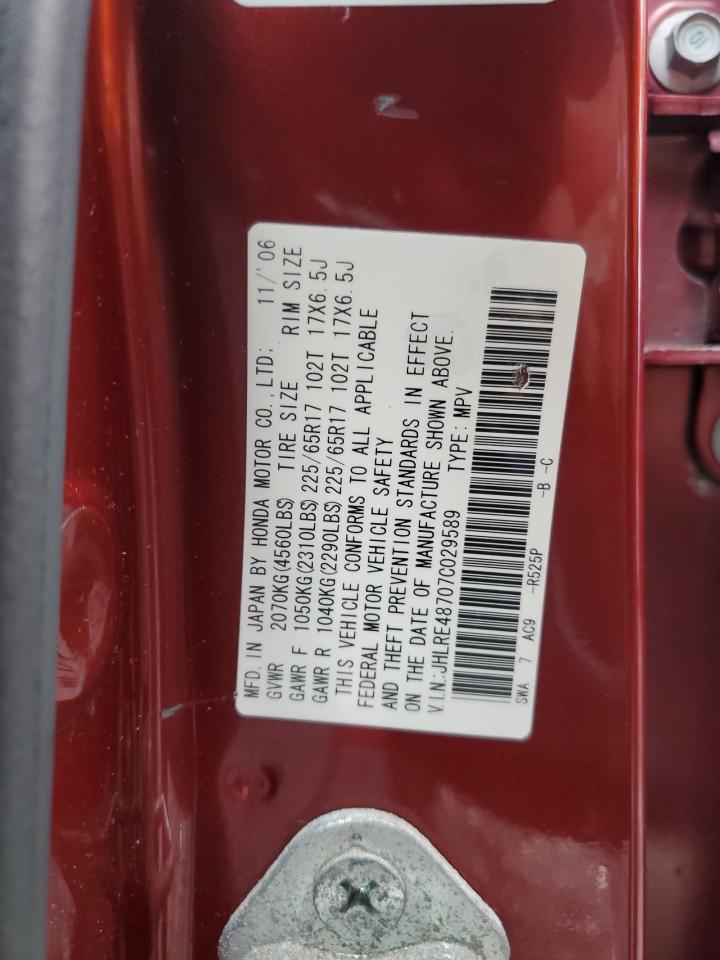 MFD. IN JAPAN BY HONDA MOTOR CO., LTD; 11/'06
GVWR 2070KG(4560LBS) TIRE SIZE RIM SIZE
GAWR F 1050KG(2310LBS) 225/65R17 102T 17X6.5J
GAWR R 1040KG(2290LBS) 225/65R17 102T 17X6.5J
THIS VEHICLE CONFORMS TO ALL APPLICABLE
FEDERAL MOTOR VEHICLE SAFETY
AND THEFT PREVENTION STANDARDS IN EFFECT
ON THE DATE OF MANUFACTURE SHOWN ABOVE.
V.I.N.:JHLRE48707C029589 TYPE: MPV
SWA 7 AC9 -R525P -B -C
10